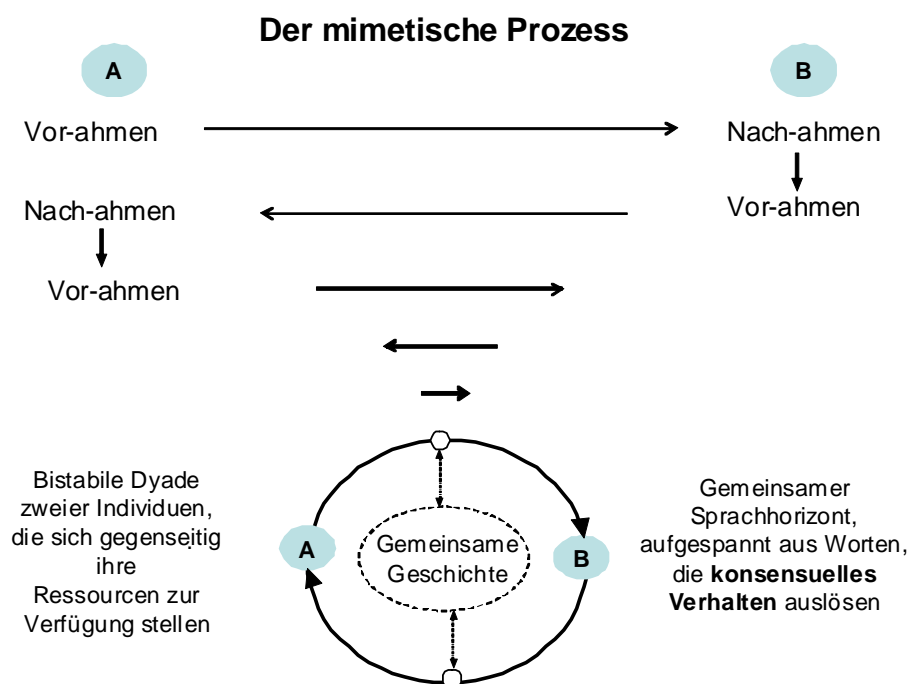 Der mimetische Prozess
A
B
Vor-ahmen
Nach-ahmen
Nach-ahmen
Vor-ahmen
Vor-ahmen
Bistabile Dyade
zweier Individuen,
die sich gegenseitig
ihre
Ressourcen zur
Verfügung stellen
A
Gemeinsame
Geschichte
B
Gemeinsamer
Sprachhorizont,
aufgespannt aus Worten,
die konsensuelles
Verhalten auslösen